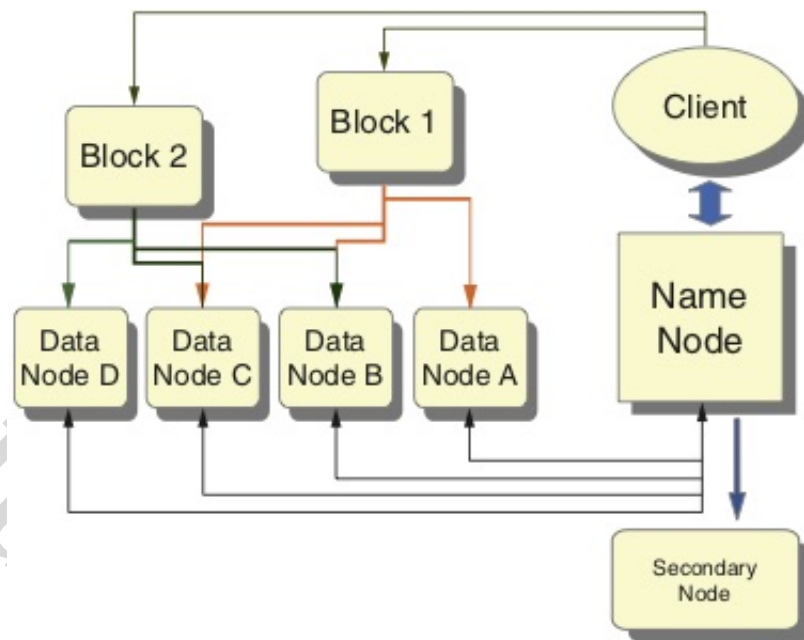 Client
Block 1
Block 2
Name
Node
Data
Node D
Data
Node C
Data
Node B
Data
Node A
Secondary
Node